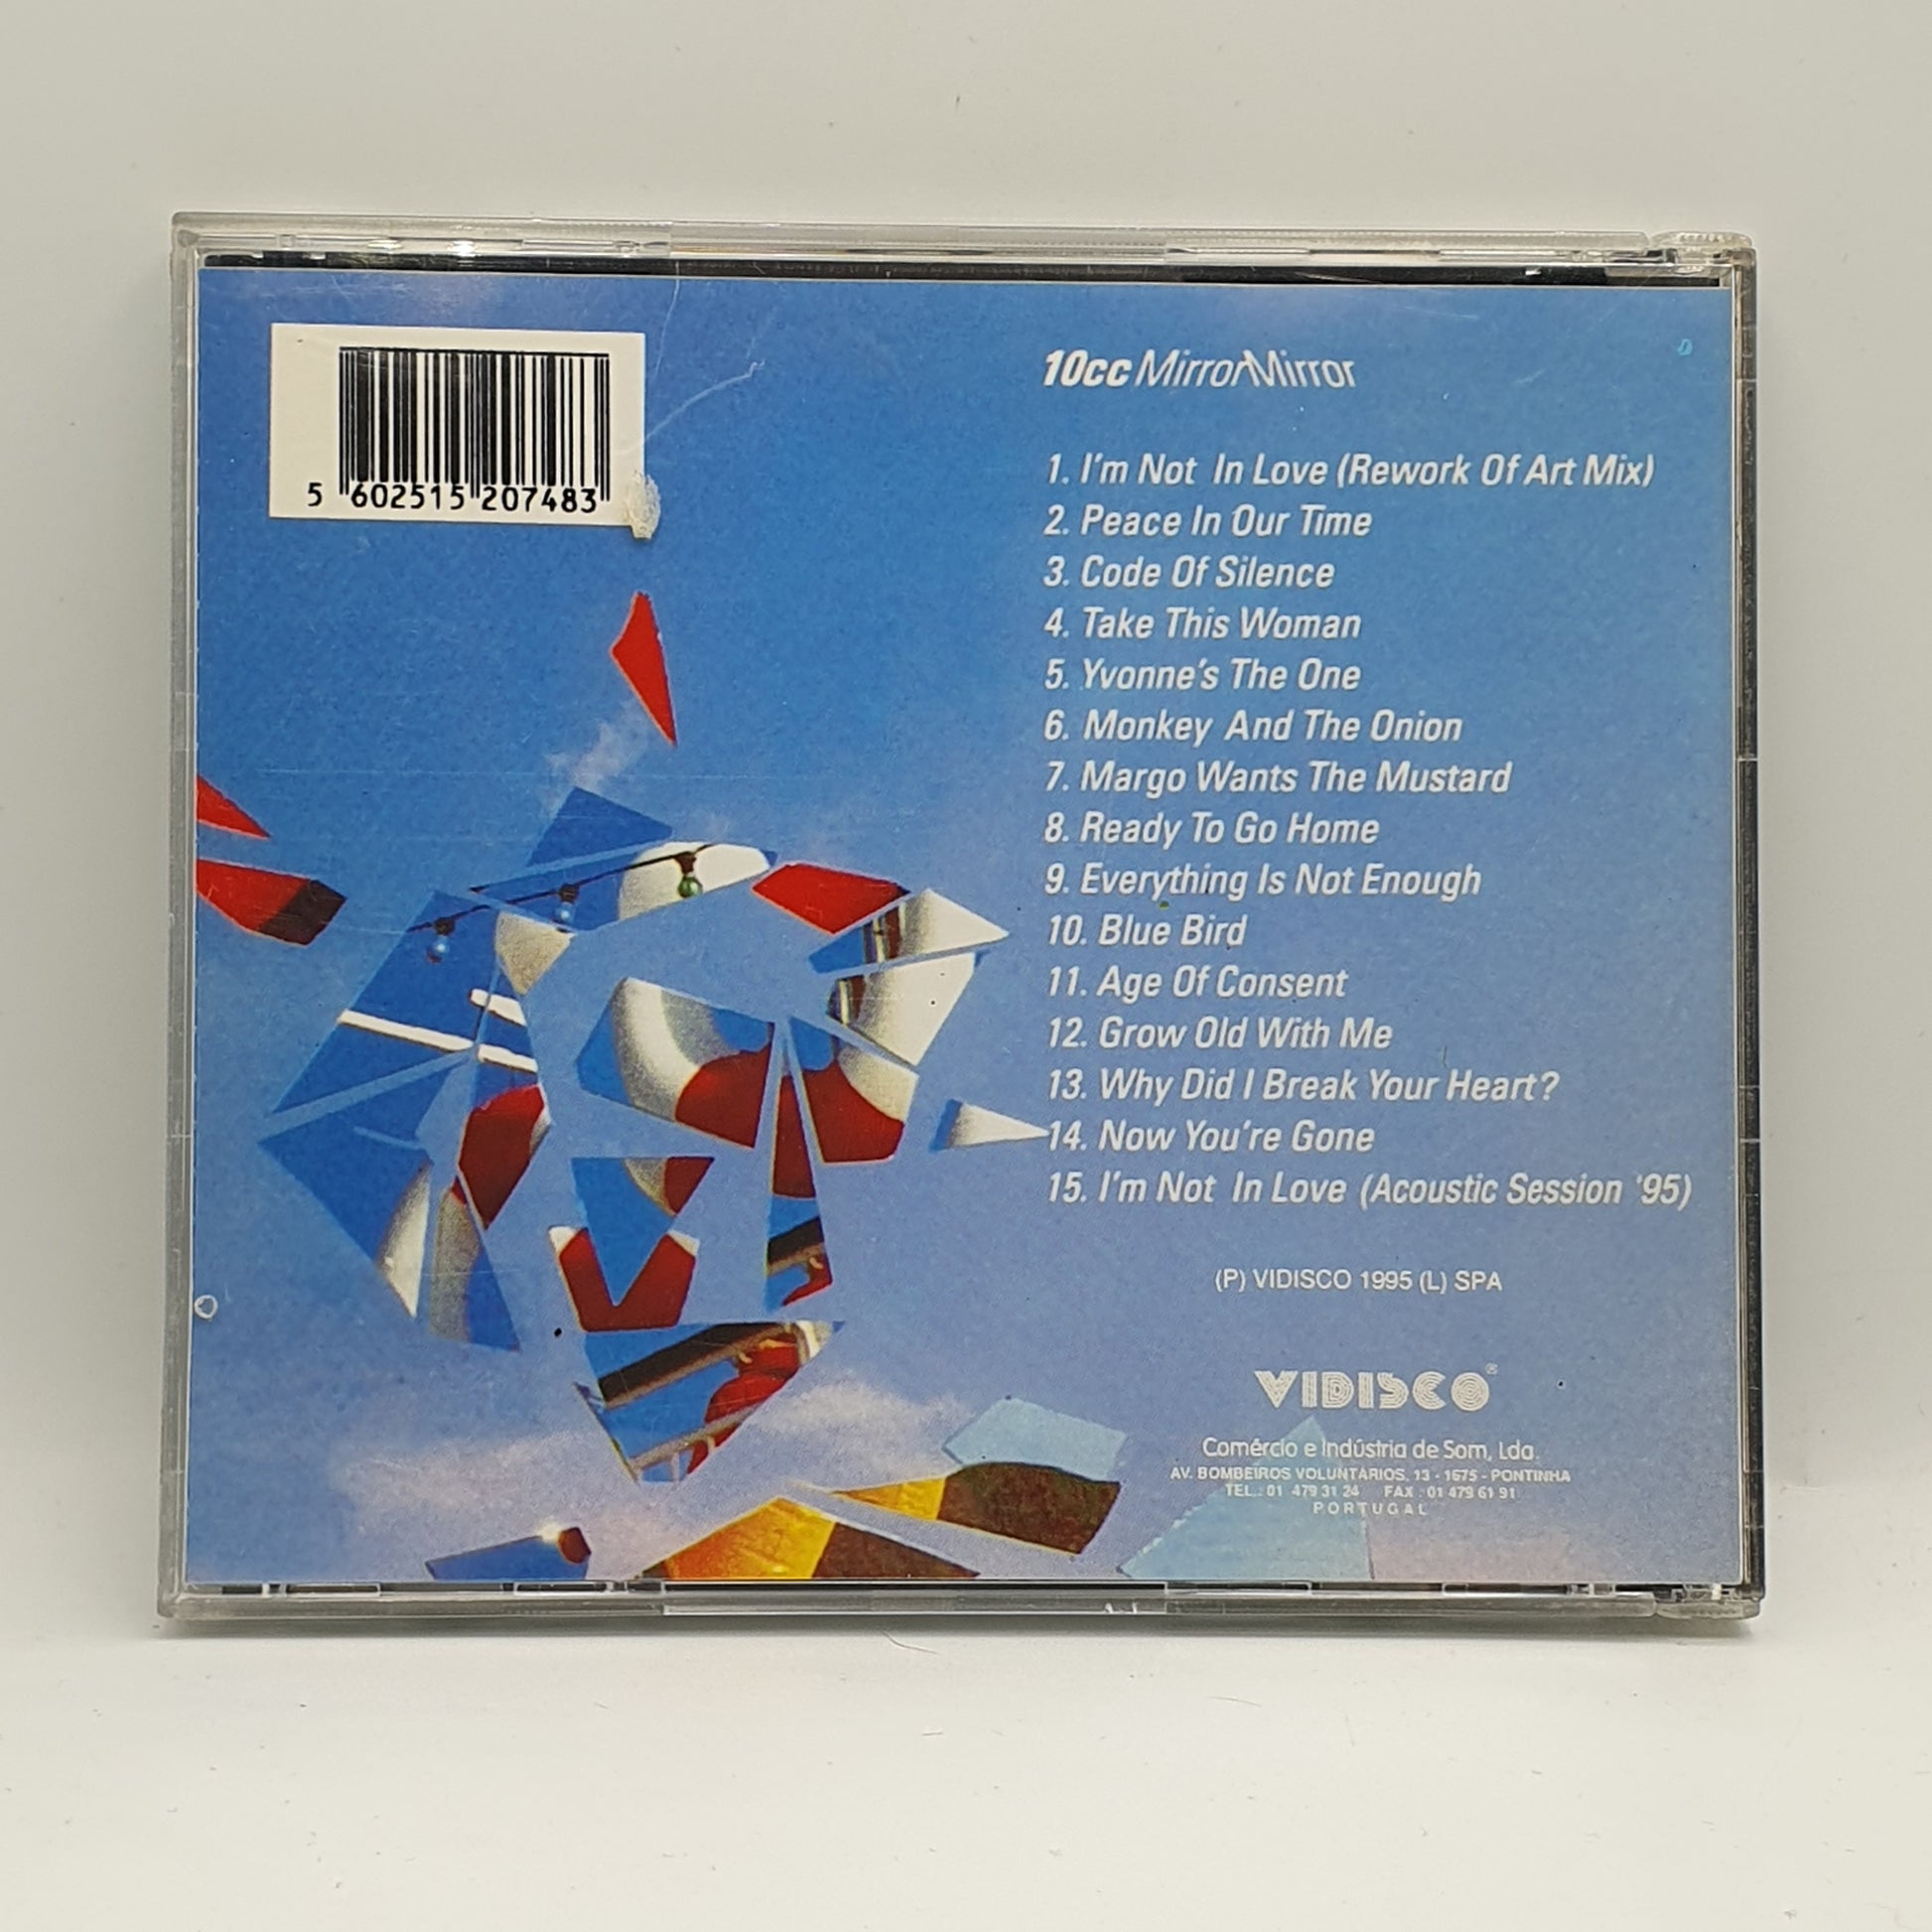 5 602515 207483
10cc MirrorMirror
1. I'm Not In Love (Rework Of Art Mix)
2. Peace In Our Time
3. Code Of Silence
4. Take This Woman
5. Yvonne's The One
6. Monkey And The Onion
7. Margo Wants The Mustard
8. Ready To Go Home
9. Everything Is Not Enough
10. Blue Bird
11. Age Of Consent
12. Grow Old With Me
13. Why Did I Break Your Heart?
14. Now You're Gone
15. I'm Not In Love (Acoustic Session '95)
(P) VIDISCO 1995 (L) SPA
VIDISCO®
Comércio e Indústria de Som, Lda.
AV. BOMBEIROS VOLUNTÁRIOS, 13 - 1675 - PONTINHA
TEL.: 01 479 31 24 FAX : 01 479 61 91
PORTUGAL